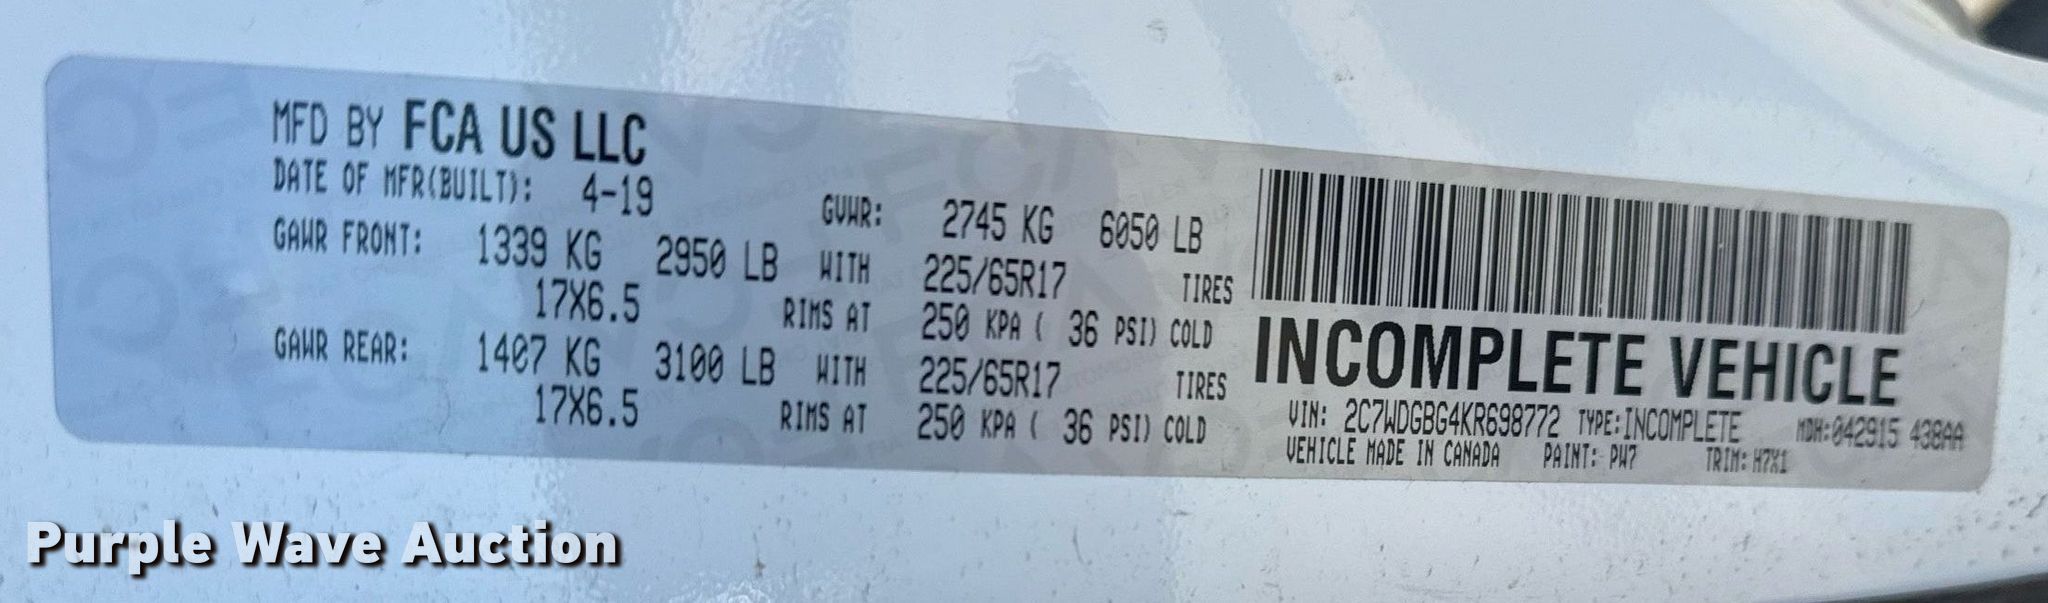 MFD BY FCA US LLC
DATE OF MFR(BUILT): 4-19
GVWR: 2745 KG 6050 LB
GAWR FRONT: 1339 KG 2950 LB WITH 225/65R17 TIRES
17X6.5 RIMS AT 250 KPA ( 36 PSI) COLD
GAWR REAR: 1407 KG 3100 LB WITH 225/65R17 TIRES
17X6.5 RIMS AT 250 KPA ( 36 PSI) COLD
INCOMPLETE VEHICLE
VIN: 2C7WDGBG4KR698772 TYPE:INCOMPLETE MDH:042915 438AA
VEHICLE MADE IN CANADA PAINT: PW7 TRIM: H7X1
Purple Wave Auction